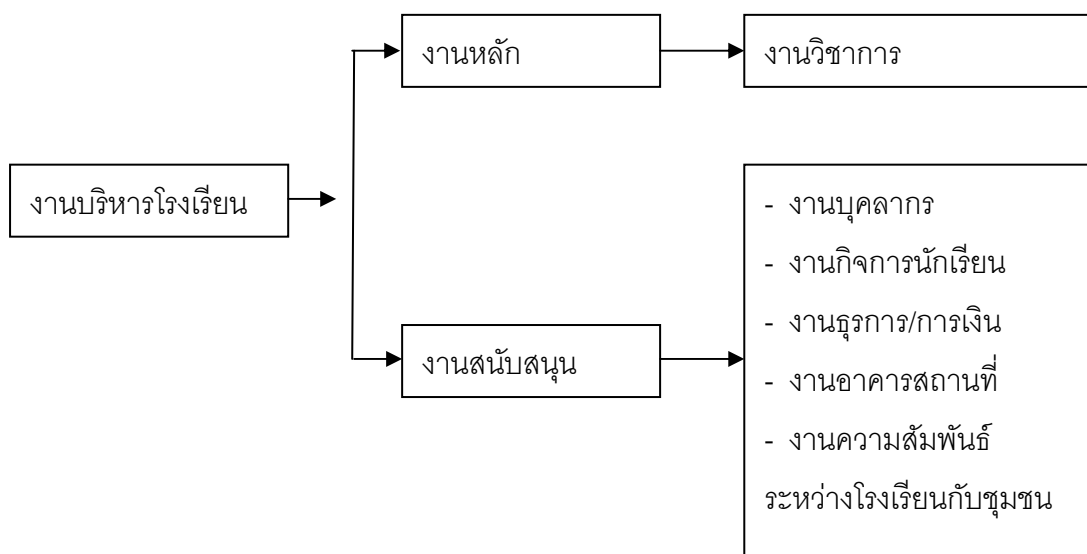 งานหลัก
งานวิชาการ
งานบริหารโรงเรียน
งานสนับสนุน
- งานบุคลากร
- งานกิจการนักเรียน
- งานธุรการ/การเงิน
- งานอาคารสถานที่
- งานความสัมพันธ์
ระหว่างโรงเรียนกับชุมชน